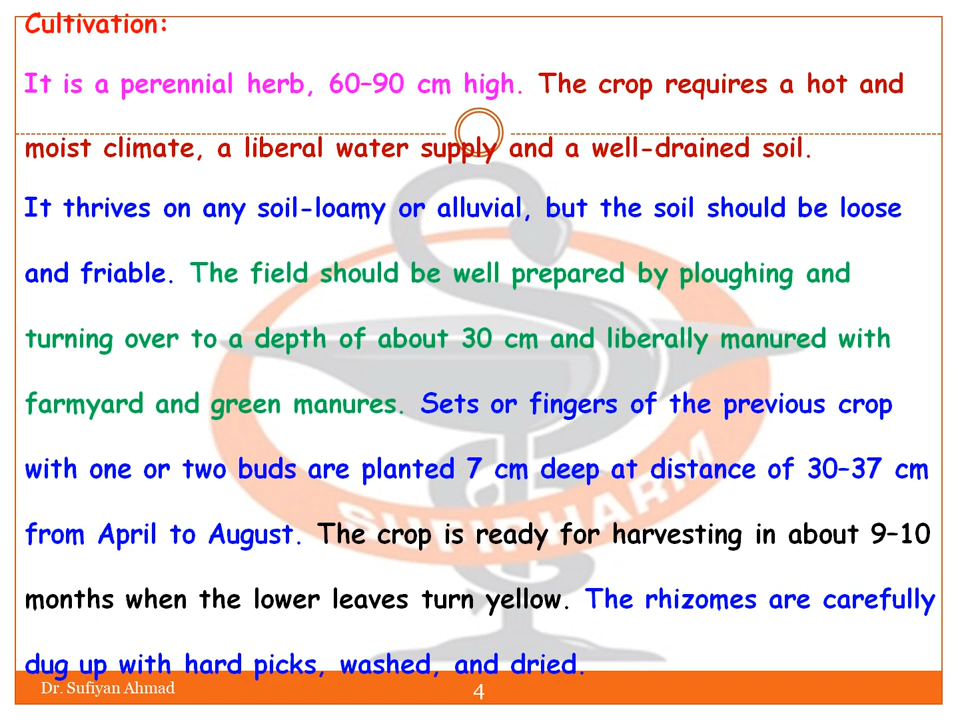 Cultivation:
It is a perennial herb, 60–90 cm high. The crop requires a hot and
moist climate, a liberal water supply and a well-drained soil.
It thrives on any soil-loamy or alluvial, but the soil should be loose
and friable. The field should be well prepared by ploughing and
turning over to a depth of about 30 cm and liberally manured with
farmyard and green manures. Sets or fingers of the previous crop
with one or two buds are planted 7 cm deep at distance of 30–37 cm
from April to August. The crop is ready for harvesting in about 9–10
months when the lower leaves turn yellow. The rhizomes are carefully
dug up with hard picks, washed, and dried.
SUFIPHARM
Dr. Sufiyan Ahmad
4